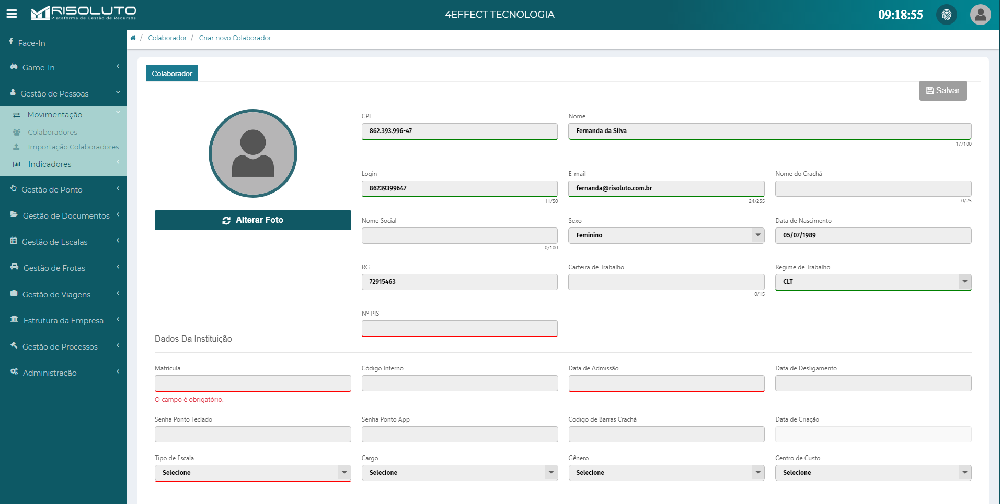 RISOLUTO
Plataforma de Gestão de Recursos
4EFFECT TECNOLOGIA
09:18:55
Face-In
Game-In
Gestão de Pessoas
Movimentação
Colaboradores
Importação Colaboradores
Indicadores
Gestão de Ponto
Gestão de Documentos
Gestão de Escalas
Gestão de Frotas
Gestão de Viagens
Estrutura da Empresa
Gestão de Processos
Administração
/ Colaborador / Criar novo Colaborador
Colaborador
Salvar
Alterar Foto
CPF
862.393.996-47
Nome
Fernanda da Silva
17/100
Login
86239399647
11/50
E-mail
fernanda@risoluto.com.br
24/255
Nome do Crachá
0/25
Nome Social
0/100
Sexo
Feminino
Data de Nascimento
05/07/1989
RG
72915463
Carteira de Trabalho
0/15
Regime de Trabalho
CLT
Nº PIS
Dados Da Instituição
Matrícula
O campo é obrigatório.
Código Interno
Data de Admissão
Data de Desligamento
Senha Ponto Teclado
Senha Ponto App
Codigo de Barras Crachá
Data de Criação
Tipo de Escala
Selecione
Cargo
Selecione
Gênero
Selecione
Centro de Custo
Selecione